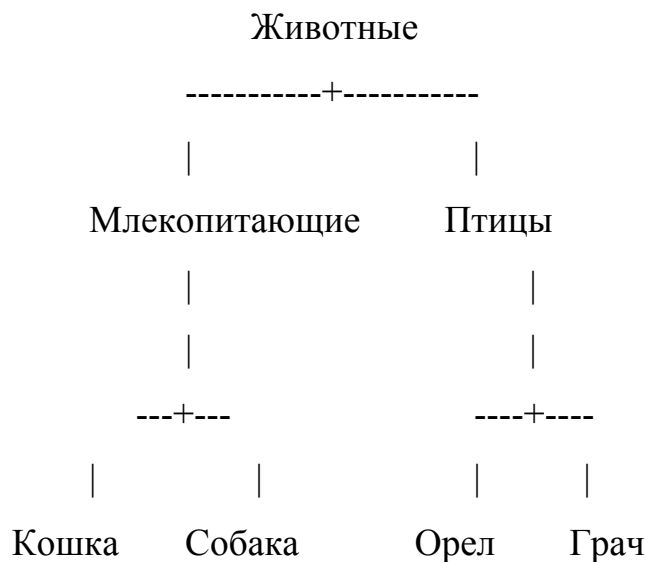 Животные
-----------+-----------
| |
Млекопитающие Птицы
| |
| |
---+--- ----+----
| | | |
Кошка Собака Орел Грач